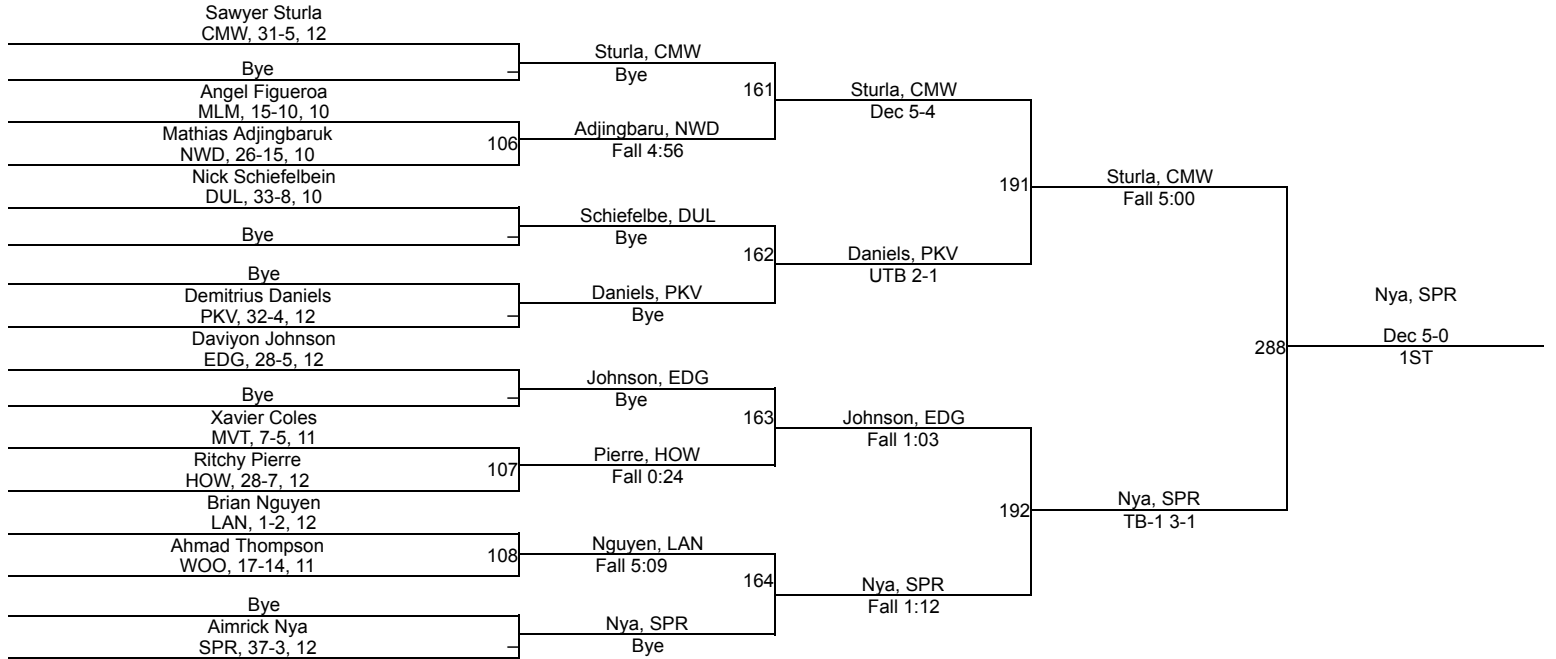 Sawyer Sturla
CMW, 31-5, 12
Bye
–
Angel Figueroa
MLM, 15-10, 10
Mathias Adjingbaruk
NWD, 26-15, 10
106
Nick Schiefelbein
DUL, 33-8, 10
Bye
–
Bye
Demitrius Daniels
PKV, 32-4, 12
–
Daviyon Johnson
EDG, 28-5, 12
Bye
–
Xavier Coles
MVT, 7-5, 11
Ritchy Pierre
HOW, 28-7, 12
107
Brian Nguyen
LAN, 1-2, 12
Ahmad Thompson
WOO, 17-14, 11
108
Bye
Aimrick Nya
SPR, 37-3, 12
–
Sturla, CMW
Bye
161
Adjingbaru, NWD
Fall 4:56
Schiefelbe, DUL
Bye
162
Daniels, PKV
Bye
Johnson, EDG
Bye
163
Pierre, HOW
Fall 0:24
Nguyen, LAN
Fall 5:09
164
Nya, SPR
Bye
Sturla, CMW
Dec 5-4
191
Daniels, PKV
UTB 2-1
Johnson, EDG
Fall 1:03
192
Nya, SPR
Fall 1:12
Sturla, CMW
Fall 5:00
288
Nya, SPR
TB-1 3-1
Nya, SPR
Dec 5-0
1ST